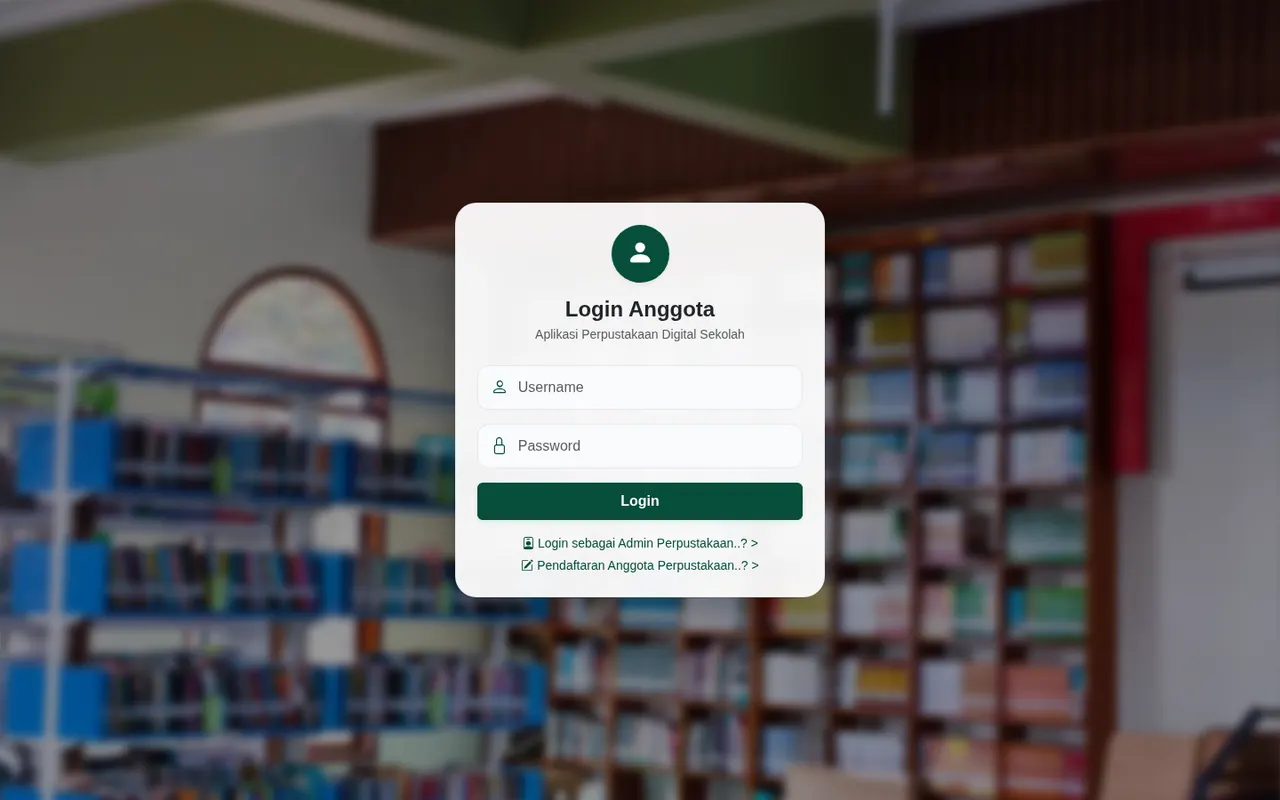 Login Anggota
Aplikasi Perpustakaan Digital Sekolah
Username
Password
Login
Login sebagai Admin Perpustakaan..? >
Pendaftaran Anggota Perpustakaan..? >